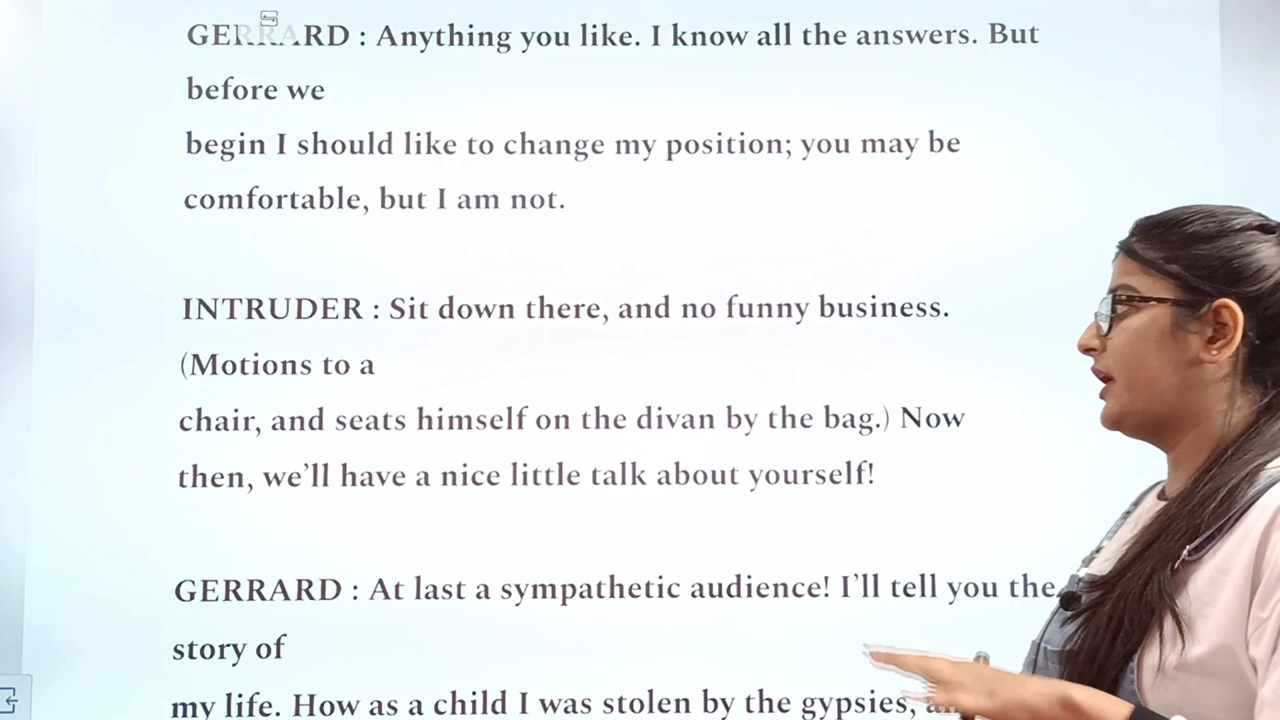 GERRARD : Anything you like. I know all the answers. But
before we
begin I should like to change my position; you may be
comfortable, but I am not.
INTRUDER : Sit down there, and no funny business.
(Motions to a
chair, and seats himself on the divan by the bag.) Now
then, we’ll have a nice little talk about yourself!
GERRARD : At last a sympathetic audience! I’ll tell you the
story of
my life. How as a child I was stolen by the gypsies,